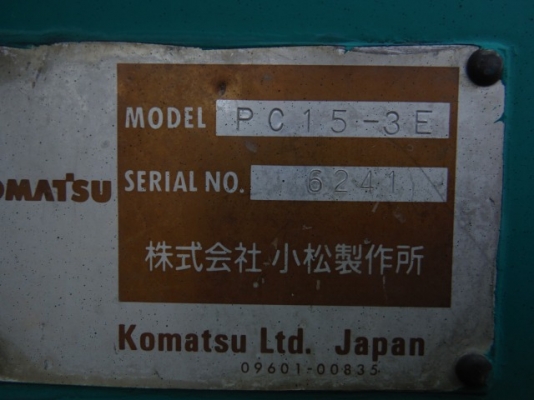 MODEL PC15-3E
OMATSU SERIAL NO. 6241
株式会社 小松製作所
Komatsu Ltd. Japan
09601-00835